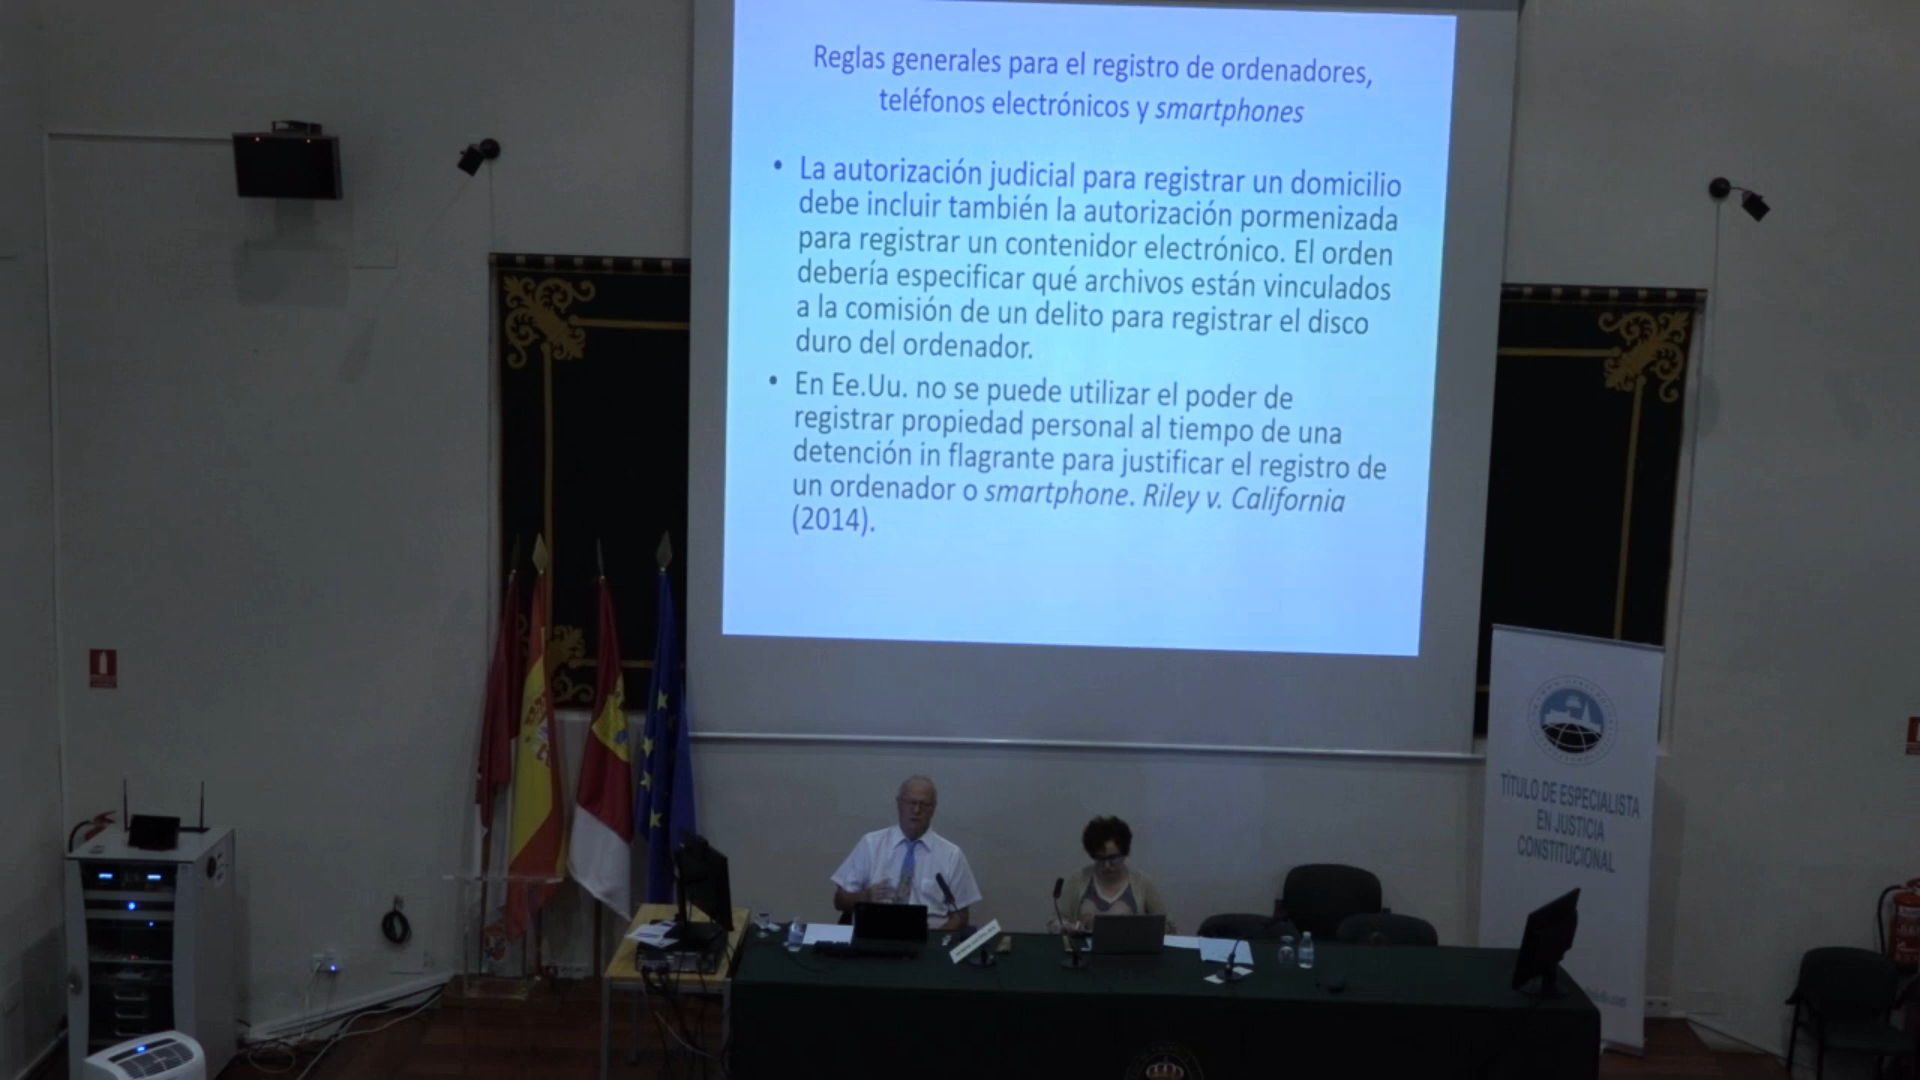 Reglas generales para el registro de ordenadores,
teléfonos electrónicos y smartphones
• La autorización judicial para registrar un domicilio
debe incluir también la autorización pormenizada
para registrar un contenidor electrónico. El orden
debería especificar qué archivos están vinculados
a la comisión de un delito para registrar el disco
duro del ordenador.
• En Ee.Uu. no se puede utilizar el poder de
registrar propiedad personal al tiempo de una
detención in flagrante para justificar el registro de
un ordenador o smartphone. Riley v. California
(2014).
TÍTULO DE ESPECIALISTA
EN JUSTICIA
CONSTITUCIONAL